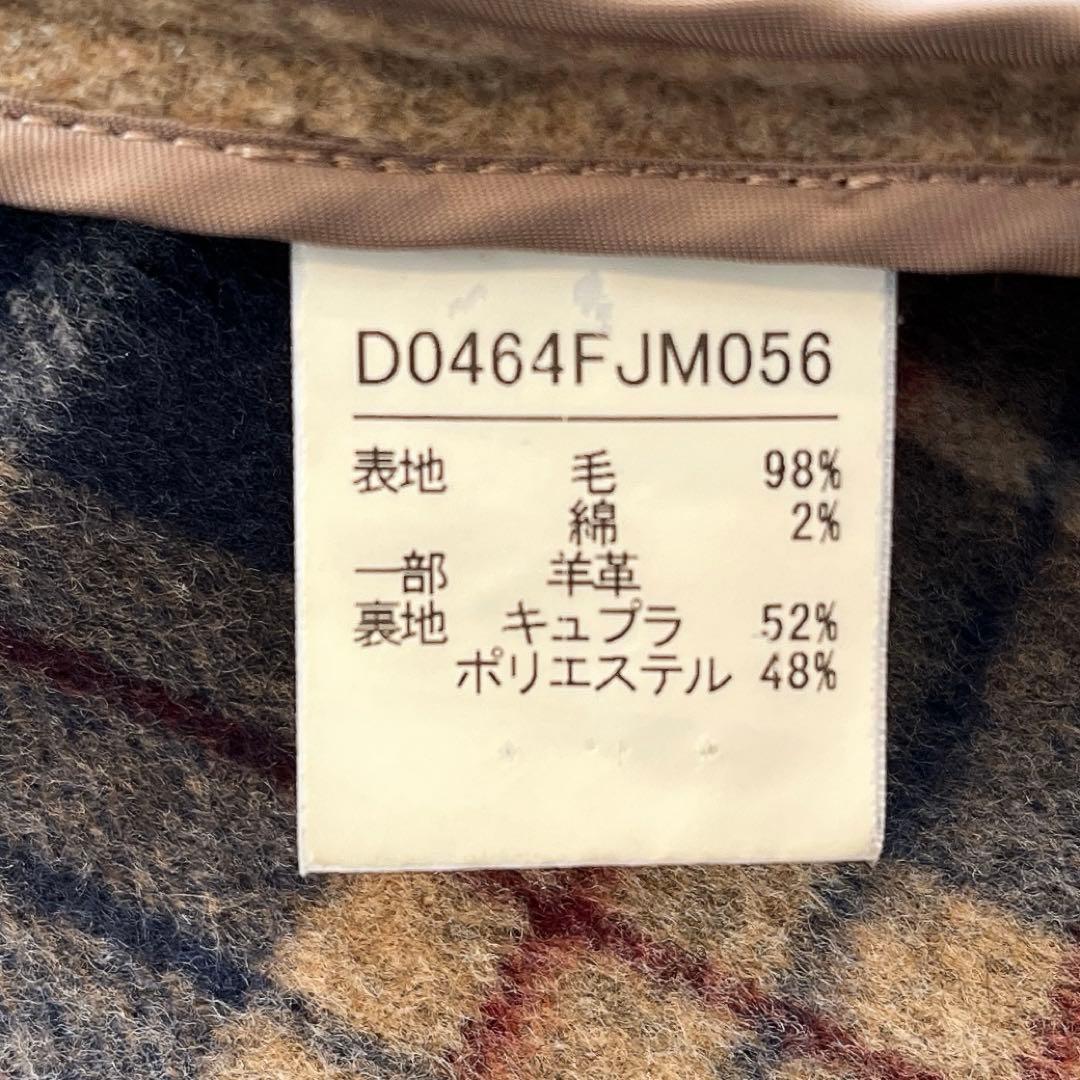 D0464FJM056
表地 毛 98%
綿 2%
一部 羊革
裏地 キュプラ 52%
ポリエステル 48%